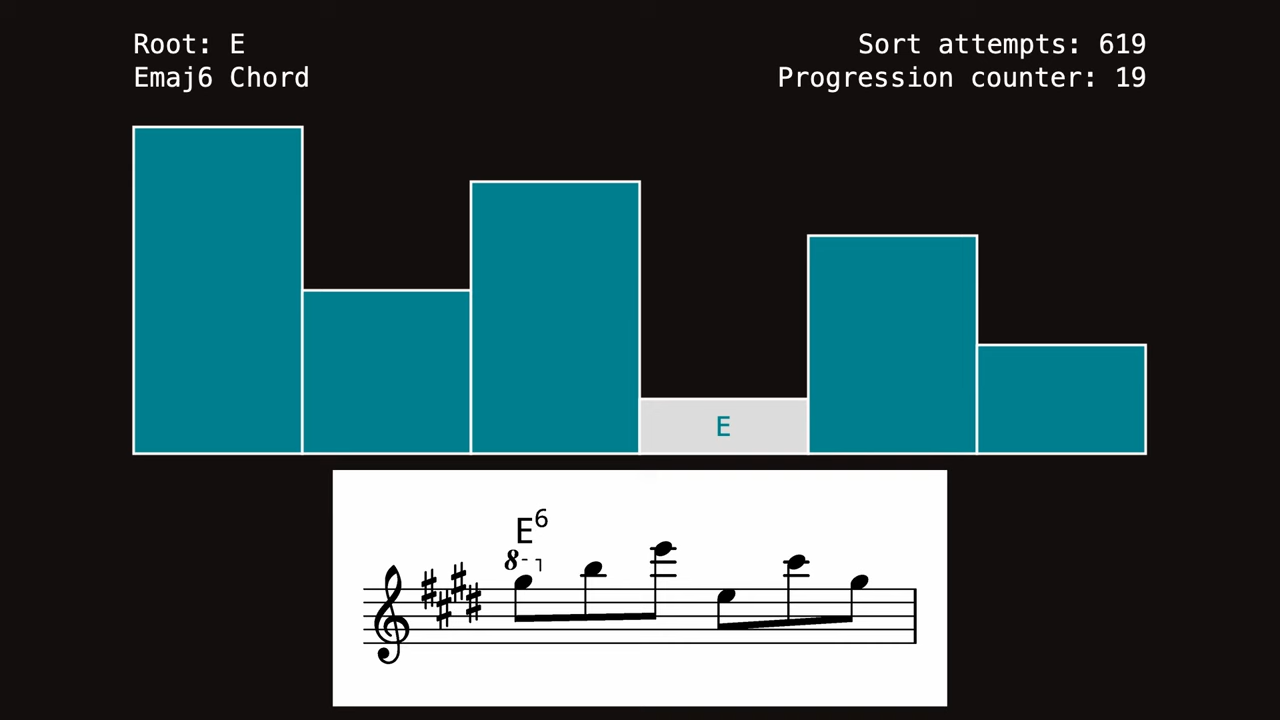 Root: E
Emaj6 Chord
Sort attempts: 619
Progression counter: 19
E
E6
8